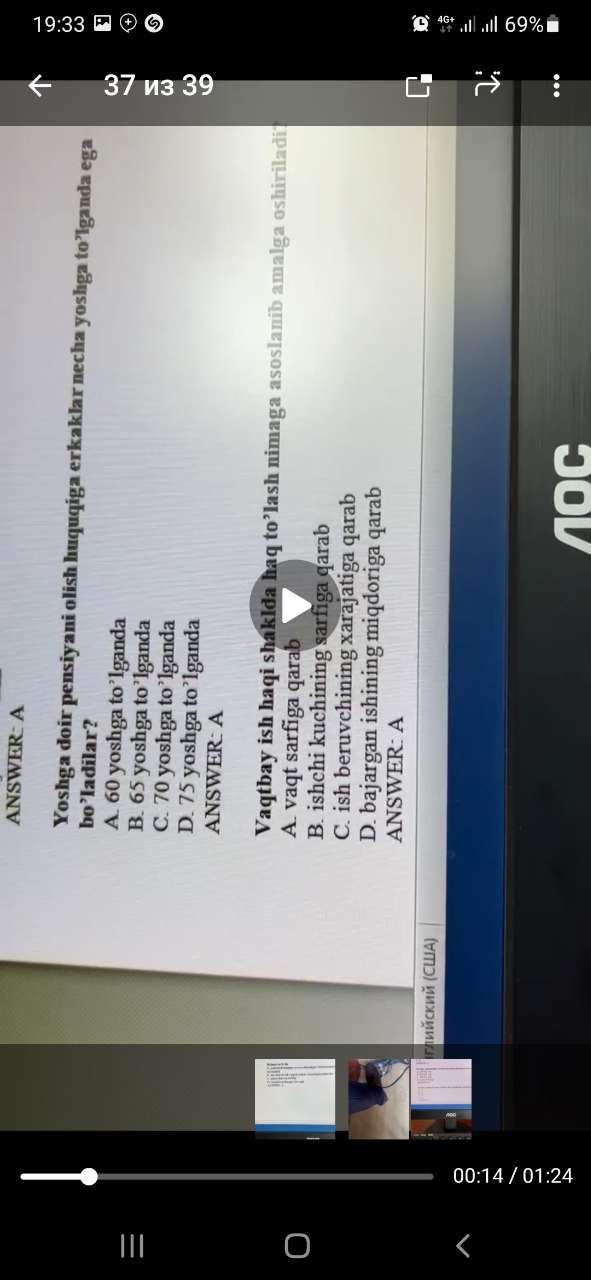 19:33
4G+
69%
37 из 39
ANSWER: A
Yoshga doir pensiyani olish huquqiga erkaklar necha yoshga to’lganda ega
bo’ladilar?
A. 60 yoshga to’lganda
B. 65 yoshga to’lganda
C. 70 yoshga to’lganda
D. 75 yoshga to’lganda
ANSWER: A
Vaqtbay ish haqi shaklda haq to’lash nimaga asoslanib amalga oshiriladi?
A. vaqt sarfiga qarab
B. ishchi kuchining sarfiga qarab
C. ish beruvchining xarajatiga qarab
D. bajargan ishining miqdoriga qarab
ANSWER: A
(США)
AOC
00:14 / 01:24